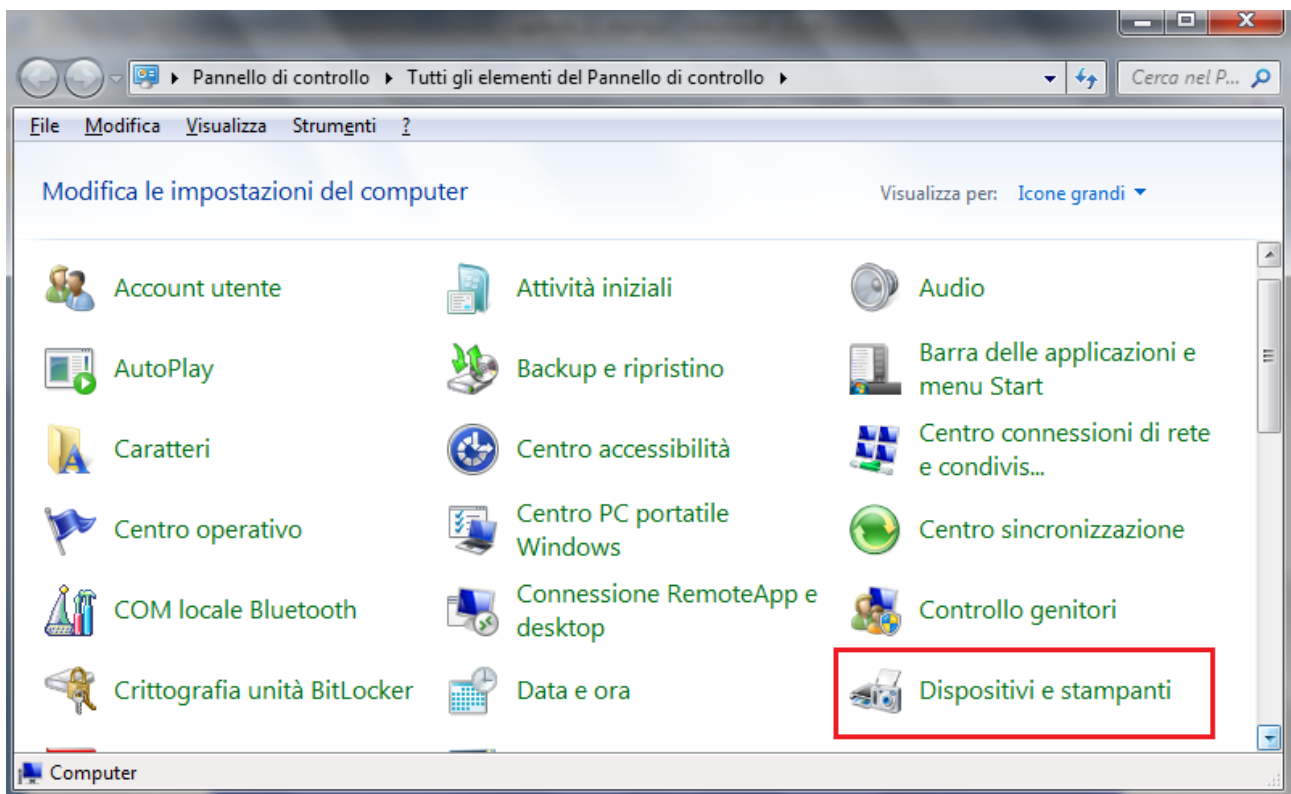 Pannello di controllo Tutti gli elementi del Pannello di controllo Cerca nel P...
File Modifica Visualizza Strumenti ?
Modifica le impostazioni del computer Visualizza per: Icone grandi
Account utente
Attività iniziali
Audio
AutoPlay
Backup e ripristino
Barra delle applicazioni e
menu Start
Caratteri
Centro accessibilità
Centro connessioni di rete
e condivis...
Centro operativo
Centro PC portatile
Windows
Centro sincronizzazione
COM locale Bluetooth
Connessione RemoteApp e
desktop
Controllo genitori
Crittografia unità BitLocker
Data e ora
Dispositivi e stampanti
Computer